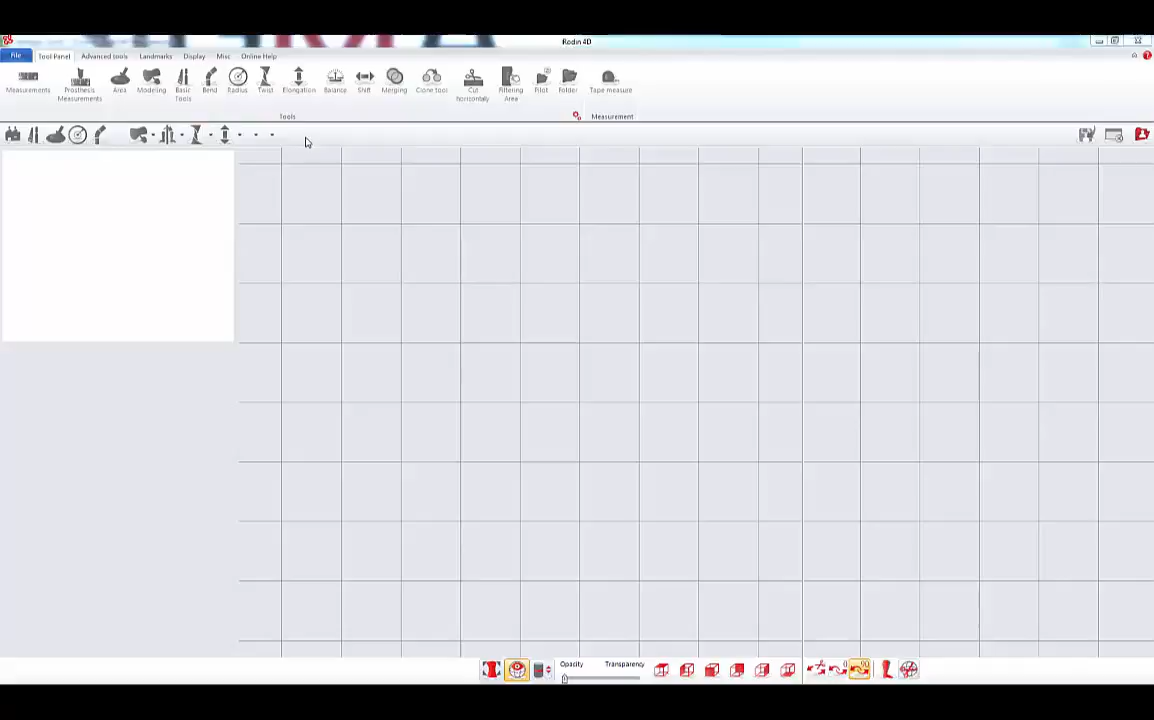 Rodin 4D
File Tool Panel Advanced tools Landmarks Display Misc Online Help
Measurements Prosthesis Measurements Area Modeling Basic Tools Bend Radius Twist Elongation Balance Shift Merging Clone tool Cut horizontally Filtering Area Pilot Folder Tape measure
Tools Measurement
Opacity Transparency